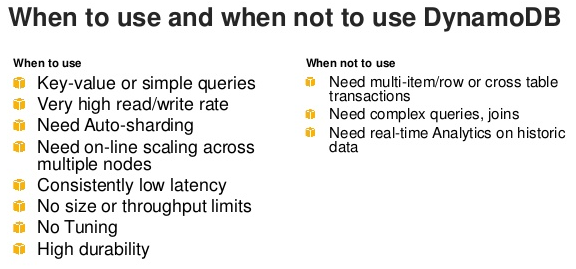 When to use and when not to use DynamoDB
When to use
Key-value or simple queries
Very high read/write rate
Need Auto-sharding
Need on-line scaling across
multiple nodes
Consistently low latency
No size or throughput limits
No Tuning
High durability
When not to use
Need multi-item/row or cross table
transactions
Need complex queries, joins
Need real-time Analytics on historic
data